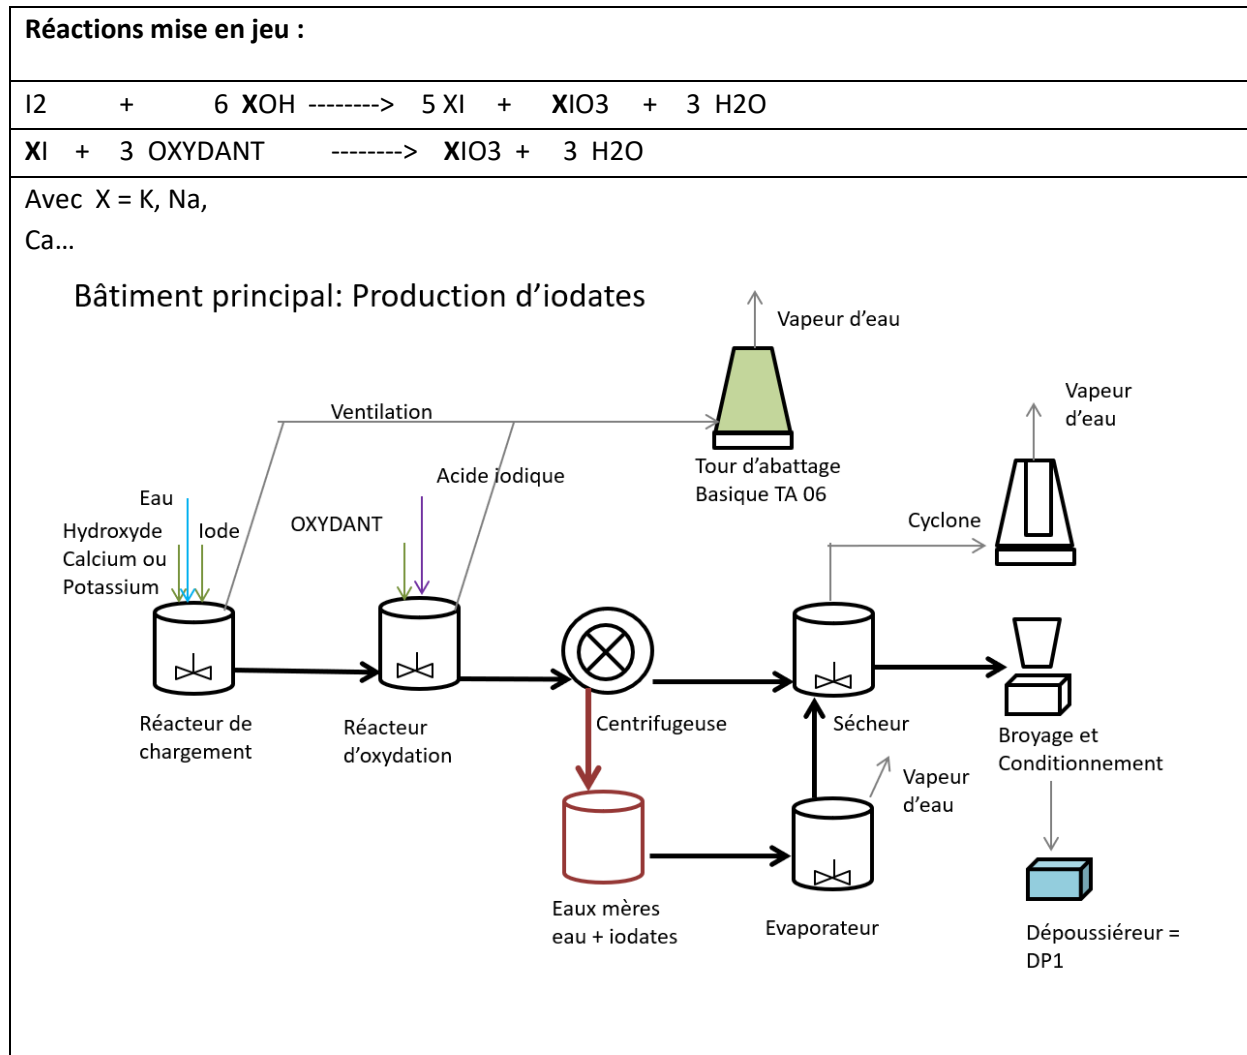 Réactions mise en jeu :
I2 + 6 XOH --------> 5 XI + XIO3 + 3 H2O
XI + 3 OXYDANT --------> XIO3 + 3 H2O
Avec X = K, Na,
Ca...
Bâtiment principal: Production d'iodates
Vapeur d'eau
Ventilation
Vapeur
d'eau
Tour d'abattage
Basique TA 06
Acide iodique
Eau
OXYDANT
Cyclone
Hydroxyde
Calcium ou
Potassium
Iode
Réacteur de
chargement
Réacteur
d'oxydation
Centrifugeuse
Sécheur
Broyage et
Conditionnement
Vapeur
d'eau
Eaux mères
eau + iodates
Evaporateur
Dépoussiéreur =
DP1